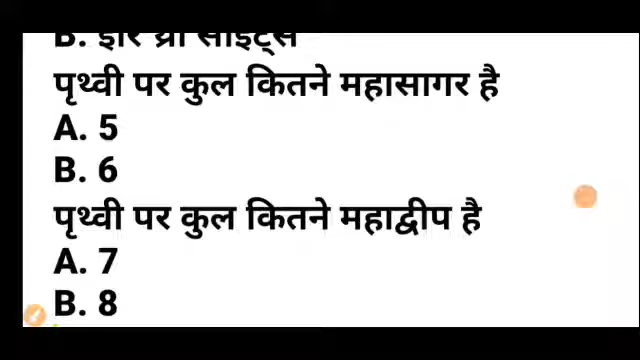 पृथ्वी पर कुल कितने महासागर है
A. 5
B. 6
पृथ्वी पर कुल कितने महाद्वीप है
A. 7
B. 8